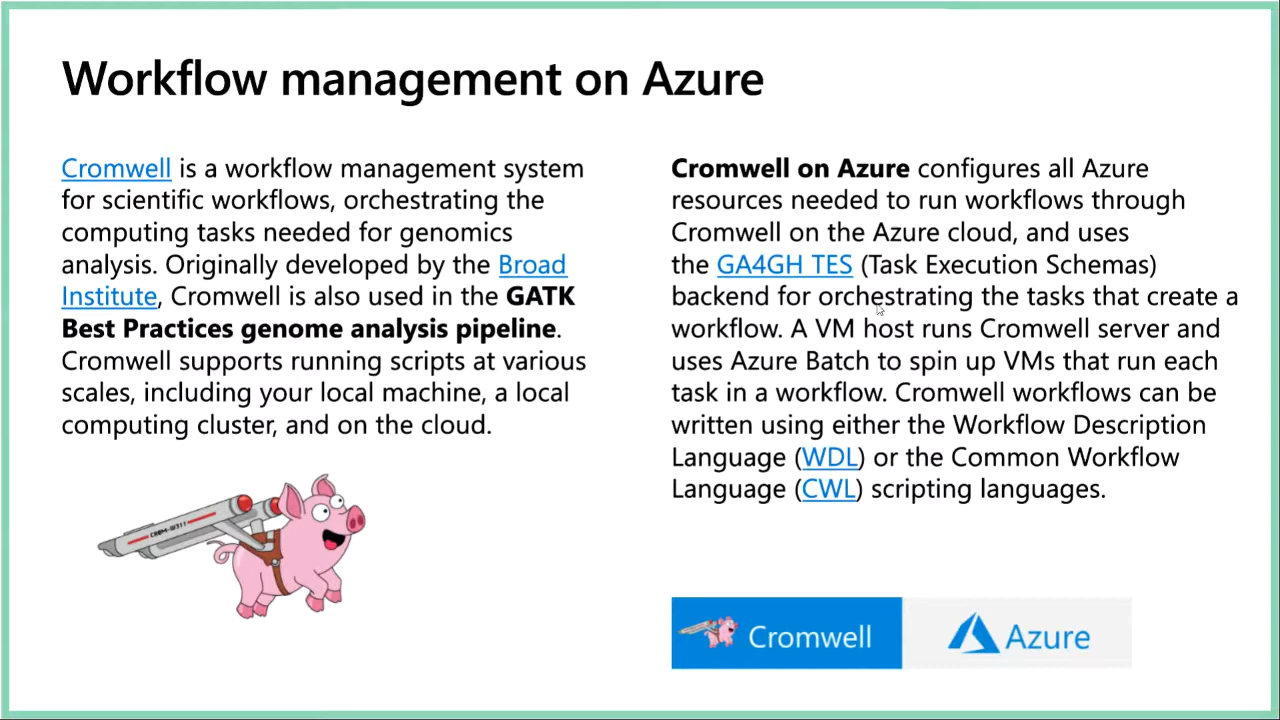 Workflow management on Azure
Cromwell is a workflow management system
for scientific workflows, orchestrating the
computing tasks needed for genomics
analysis. Originally developed by the Broad
Institute, Cromwell is also used in the GATK
Best Practices genome analysis pipeline.
Cromwell supports running scripts at various
scales, including your local machine, a local
computing cluster, and on the cloud.
Cromwell on Azure configures all Azure
resources needed to run workflows through
Cromwell on the Azure cloud, and uses
the GA4GH TES (Task Execution Schemas)
backend for orchestrating the tasks that create a
workflow. A VM host runs Cromwell server and
uses Azure Batch to spin up VMs that run each
task in a workflow. Cromwell workflows can be
written using either the Workflow Description
Language (WDL) or the Common Workflow
Language (CWL) scripting languages.
CROM-W311
Cromwell
Azure